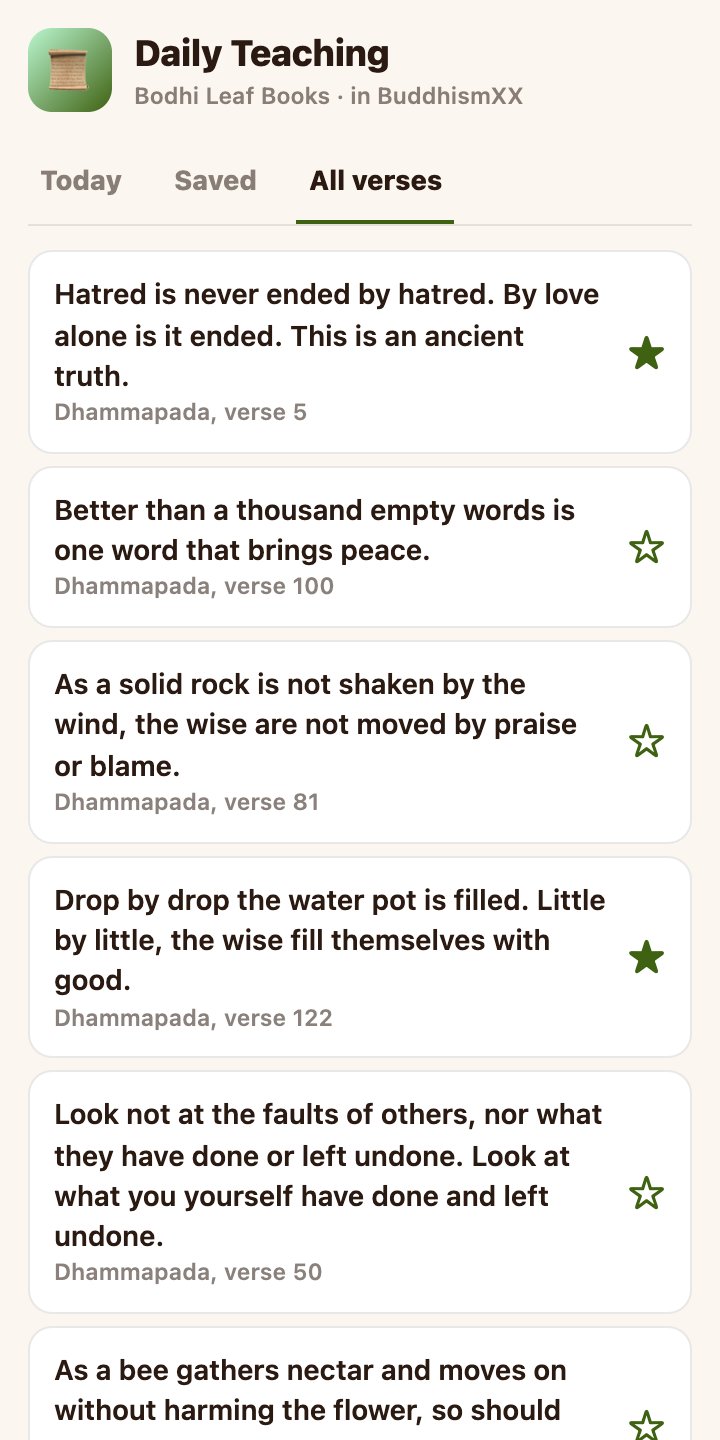 Daily Teaching
Bodhi Leaf Books · in BuddhismXX
Today Saved All verses
Hatred is never ended by hatred. By love
alone is it ended. This is an ancient
truth.
Dhammapada, verse 5
Better than a thousand empty words is
one word that brings peace.
Dhammapada, verse 100
As a solid rock is not shaken by the
wind, the wise are not moved by praise
or blame.
Dhammapada, verse 81
Drop by drop the water pot is filled. Little
by little, the wise fill themselves with
good.
Dhammapada, verse 122
Look not at the faults of others, nor what
they have done or left undone. Look at
what you yourself have done and left
undone.
Dhammapada, verse 50
As a bee gathers nectar and moves on
without harming the flower, so should